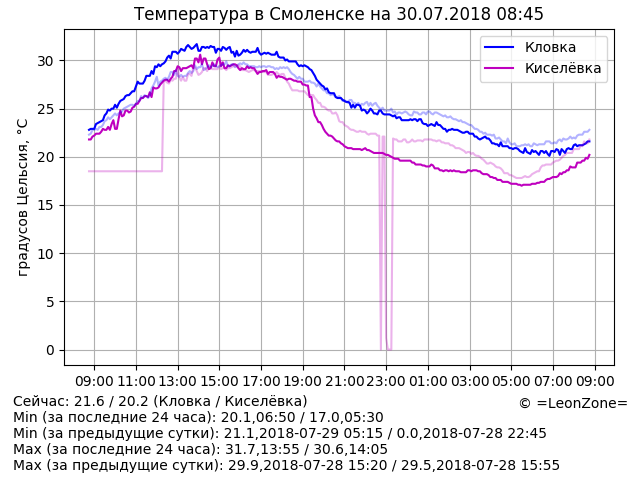 Температура в Смоленске на 30.07.2018 08:45
Кловка
Киселёвка
градусов Цельсия, °C
30
25
20
15
10
5
0
09:00 11:00 13:00 15:00 17:00 19:00 21:00 23:00 01:00 03:00 05:00 07:00 09:00
Сейчас: 21.6 / 20.2 (Кловка / Киселёвка)
© =LeonZone=
Min (за последние 24 часа): 20.1,06:50 / 17.0,05:30
Min (за предыдущие сутки): 21.1,2018-07-29 05:15 / 0.0,2018-07-28 22:45
Max (за последние 24 часа): 31.7,13:55 / 30.6,14:05
Max (за предыдущие сутки): 29.9,2018-07-28 15:20 / 29.5,2018-07-28 15:55